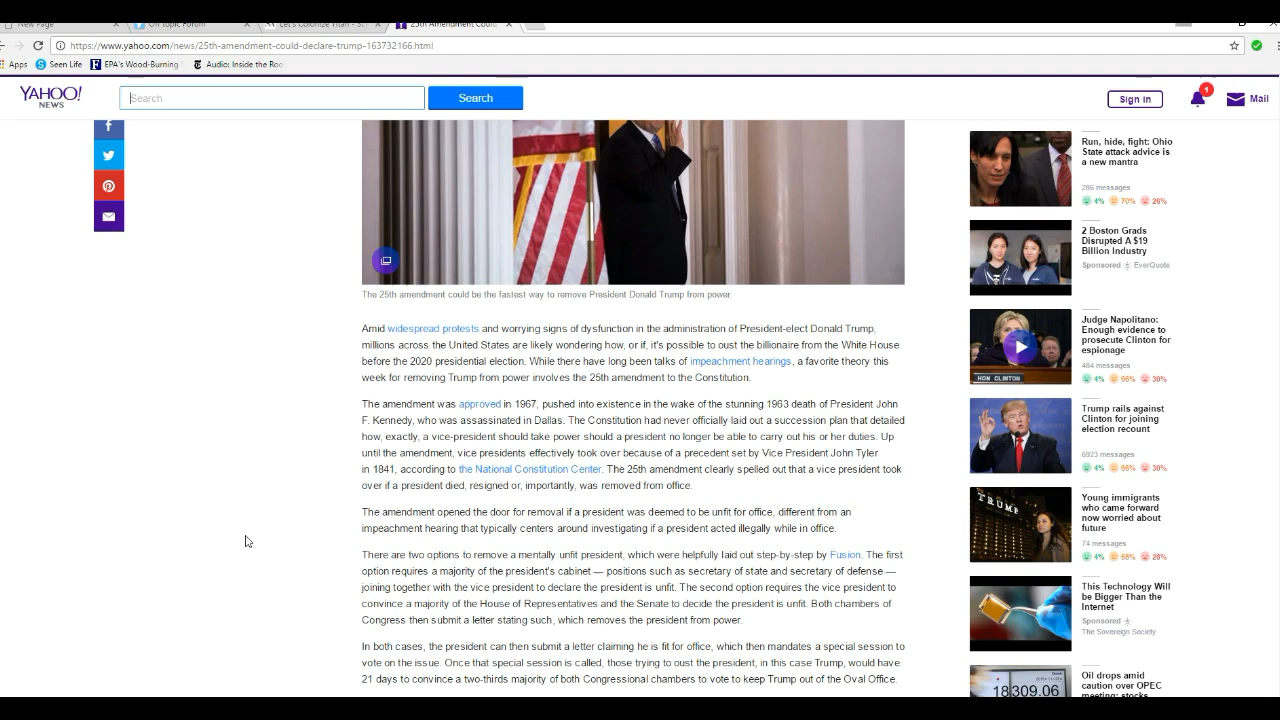 New Page
Off topic Forum
Let's Colonize Titan - Sc
25th Amendment Could
https://www.yahoo.com/news/25th-amendment-could-declare-trump-163732166.html
Apps
Seen Life
EPA's Wood-Burning
Audio: Inside the Roo
YAHOO!
NEWS
Search
Search
Sign in
1
Mail
The 25th amendment could be the fastest way to remove President Donald Trump from power.
Amid widespread protests and worrying signs of dysfunction in the administration of President-elect Donald Trump,
millions across the United States are likely wondering how, or if, it's possible to oust the billionaire from the White House
before the 2020 presidential election. While there have long been talks of impeachment hearings, a favorite theory this
week for removing Trump from power involves the 25th amendment to the Constitution.
The amendment was approved in 1967, pushed into existence in the wake of the stunning 1963 death of President John
F. Kennedy, who was assassinated in Dallas. The Constitution had never officially laid out a succession plan that detailed
how, exactly, a vice-president should take power should a president no longer be able to carry out his or her duties. Up
until the amendment, vice presidents effectively took over because of a precedent set by Vice President John Tyler
in 1841, according to the National Constitution Center. The 25th amendment clearly spelled out that a vice president took
over if a president died, resigned or, importantly, was removed from office.
The amendment opened the door for removal if a president was deemed to be unfit for office, different from an
impeachment hearing that typically centers around investigating if a president acted illegally while in office.
There are two options to remove a mentally unfit president, which were helpfully laid out step-by-step by Fusion. The first
option requires a majority of the president's cabinet — positions such as secretary of state and secretary of defense —
joining together with the vice president to declare the president is unfit. The second option requires the vice president to
convince a majority of the House of Representatives and the Senate to decide the president is unfit. Both chambers of
Congress then submit a letter stating such, which removes the president from power.
In both cases, the president can then submit a letter claiming he is fit for office, which then mandates a special session to
vote on the issue. Once that special session is called, those trying to oust the president, in this case Trump, would have
21 days to convince a two-thirds majority of both Congressional chambers to vote to keep Trump out of the Oval Office.
Run, hide, fight: Ohio
State attack advice is
a new mantra
286 messages
4% 70% 26%
2 Boston Grads
Disrupted A $19
Billion Industry
Sponsored EverQuote
HON CLINTON
Judge Napolitano:
Enough evidence to
prosecute Clinton for
espionage
484 messages
4% 66% 30%
Trump rails against
Clinton for joining
election recount
6923 messages
4% 66% 30%
TRUMP
Young immigrants
who came forward
now worried about
future
74 messages
4% 68% 28%
This Technology Will
be Bigger Than the
Internet
Sponsored
The Sovereign Society
18309.06
Oil drops amid
caution over OPEC
meeting; stocks